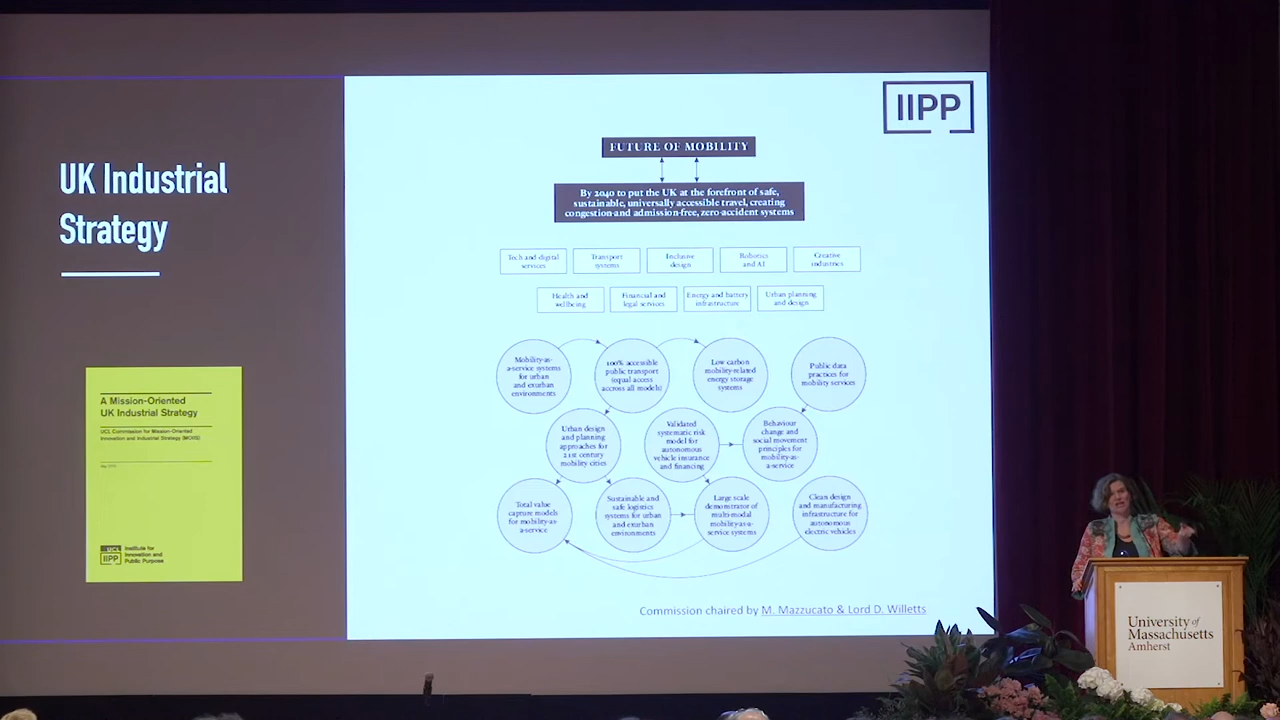 UK Industrial
Strategy
A Mission-Oriented
UK Industrial Strategy
UCL Commission for Mission-Oriented
Innovation and Industrial Strategy (MOIIS)
UCL
IIPP
Institute for
Innovation and
Public Purpose
IIPP
FUTURE OF MOBILITY
By 2040 to put the UK at the forefront of safe,
sustainable, universally accessible travel, creating
congestion-and admission-free, zero-accident systems
Tech and digital
services
Transport
systems
Inclusive
design
Robotics
and AI
Creative
industries
Health and
wellbeing
Financial and
legal services
Energy and battery
infrastructure
Urban planning
and design
Mobility-as-
a-service systems
for urban
and exurban
environments
100% accessible
public transport
(equal access
accross all models)
Low carbon
mobility-related
energy storage
systems
Public data
practices for
mobility services
Urban design
and planning
approaches for
21st century
mobility cities
Validated
systematic risk
model for
autonomous
vehicle insurance
and financing
Behaviour
change and
social movement
principles for
mobility-as-
a-service
Total value
capture models
for mobility-as-
a-service
Sustainable and
safe logistics
systems for urban
and exurban
environments
Large scale
demonstrator of
multi-modal
mobility-as-a-
service systems
Clean design
and manufacturing
infrastructure for
autonomous
electric vehicles
Commission chaired by M. Mazzucato & Lord D. Willetts
University of
Massachusetts
Amherst